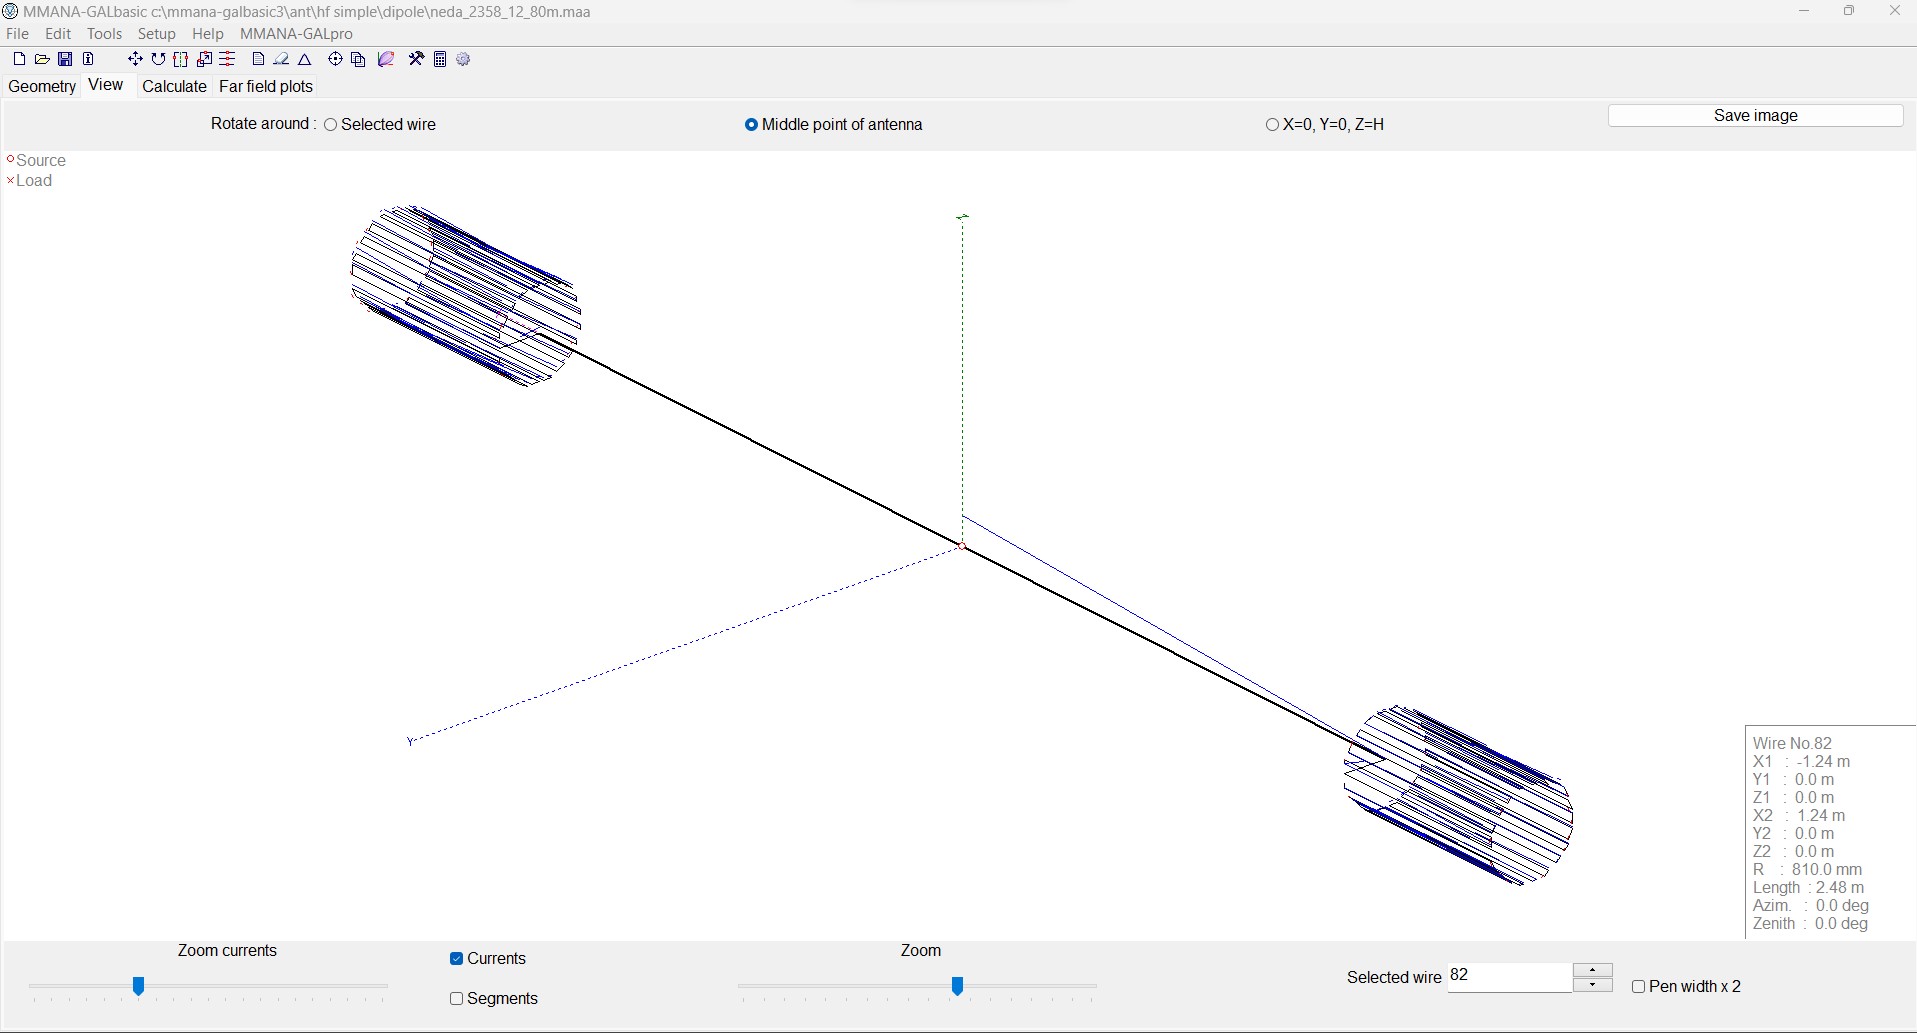 MMANA-GALbasic c:\mmana-galbasic3\ant\hf simple\dipole\neda_2358_12_80m.maa
File Edit Tools Setup Help MMANA-GALpro
Geometry View Calculate Far field plots
Rotate around : Selected wire Middle point of antenna X=0, Y=0, Z=H Save image
Source
Load
Z
Y
Wire No.82
X1 : -1.24 m
Y1 : 0.0 m
Z1 : 0.0 m
X2 : 1.24 m
Y2 : 0.0 m
Z2 : 0.0 m
R : 810.0 mm
Length : 2.48 m
Azim. : 0.0 deg
Zenith : 0.0 deg
Zoom currents Currents Zoom
Selected wire 82
Segments Pen width x 2